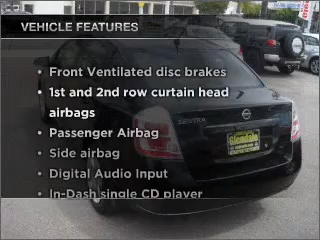 VEHICLE FEATURES
• Front Ventilated disc brakes
• 1st and 2nd row curtain head
airbags
• Passenger Airbag
• Side airbag
• Digital Audio Input
• In-Dash single CD player
SENTRA
Glendale